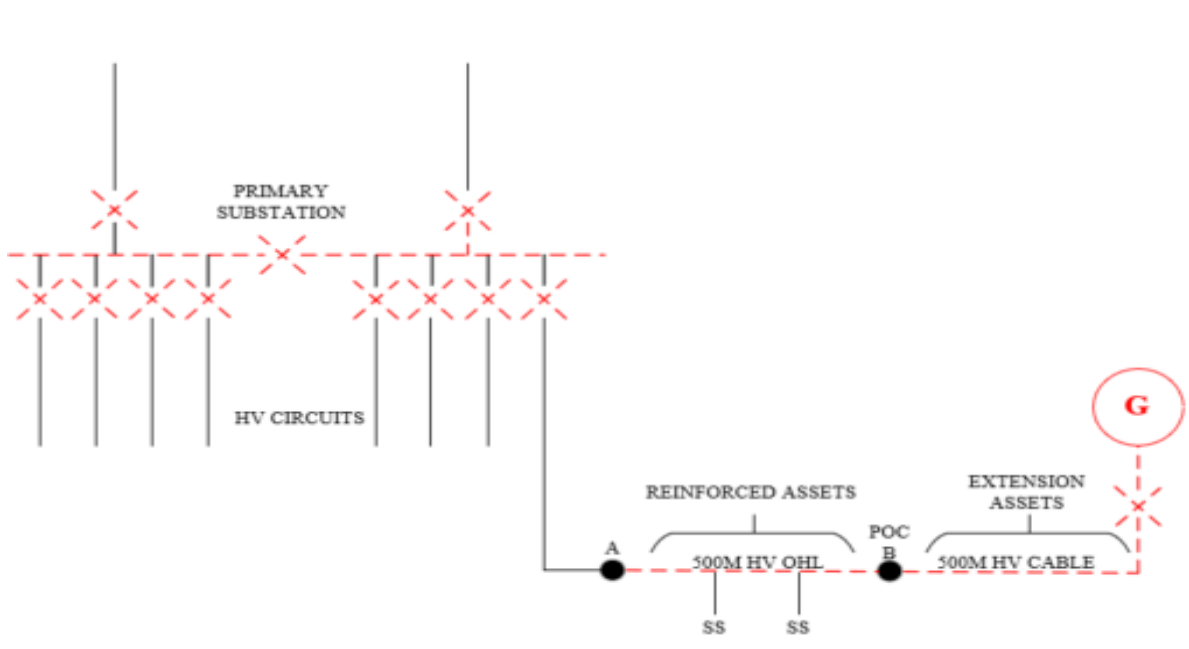 PRIMARY
SUBSTATION
HV CIRCUITS
G
REINFORCED ASSETS
EXTENSION
ASSETS
A
500M HV OHL
POC
B
500M HV CABLE
SS
SS